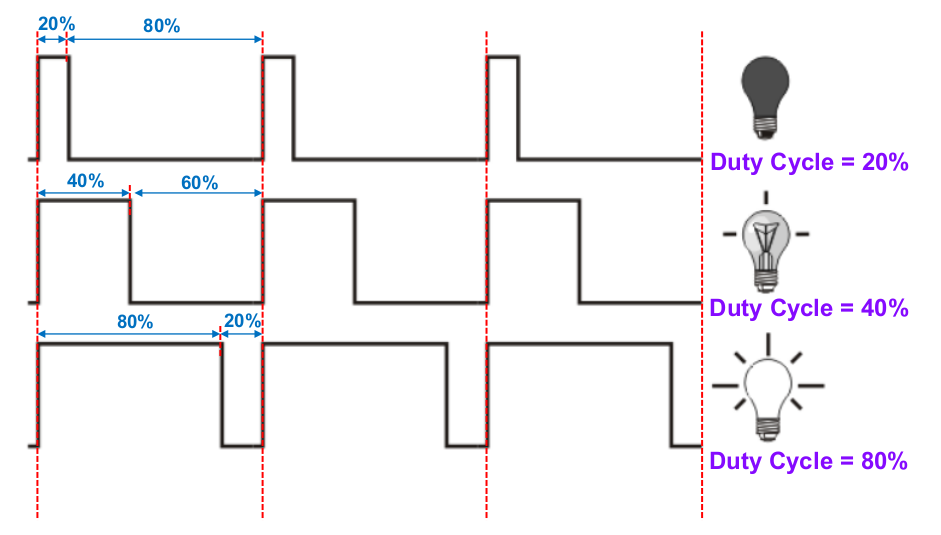 20%
80%
Duty Cycle = 20%
40%
60%
Duty Cycle = 40%
80%
20%
Duty Cycle = 80%